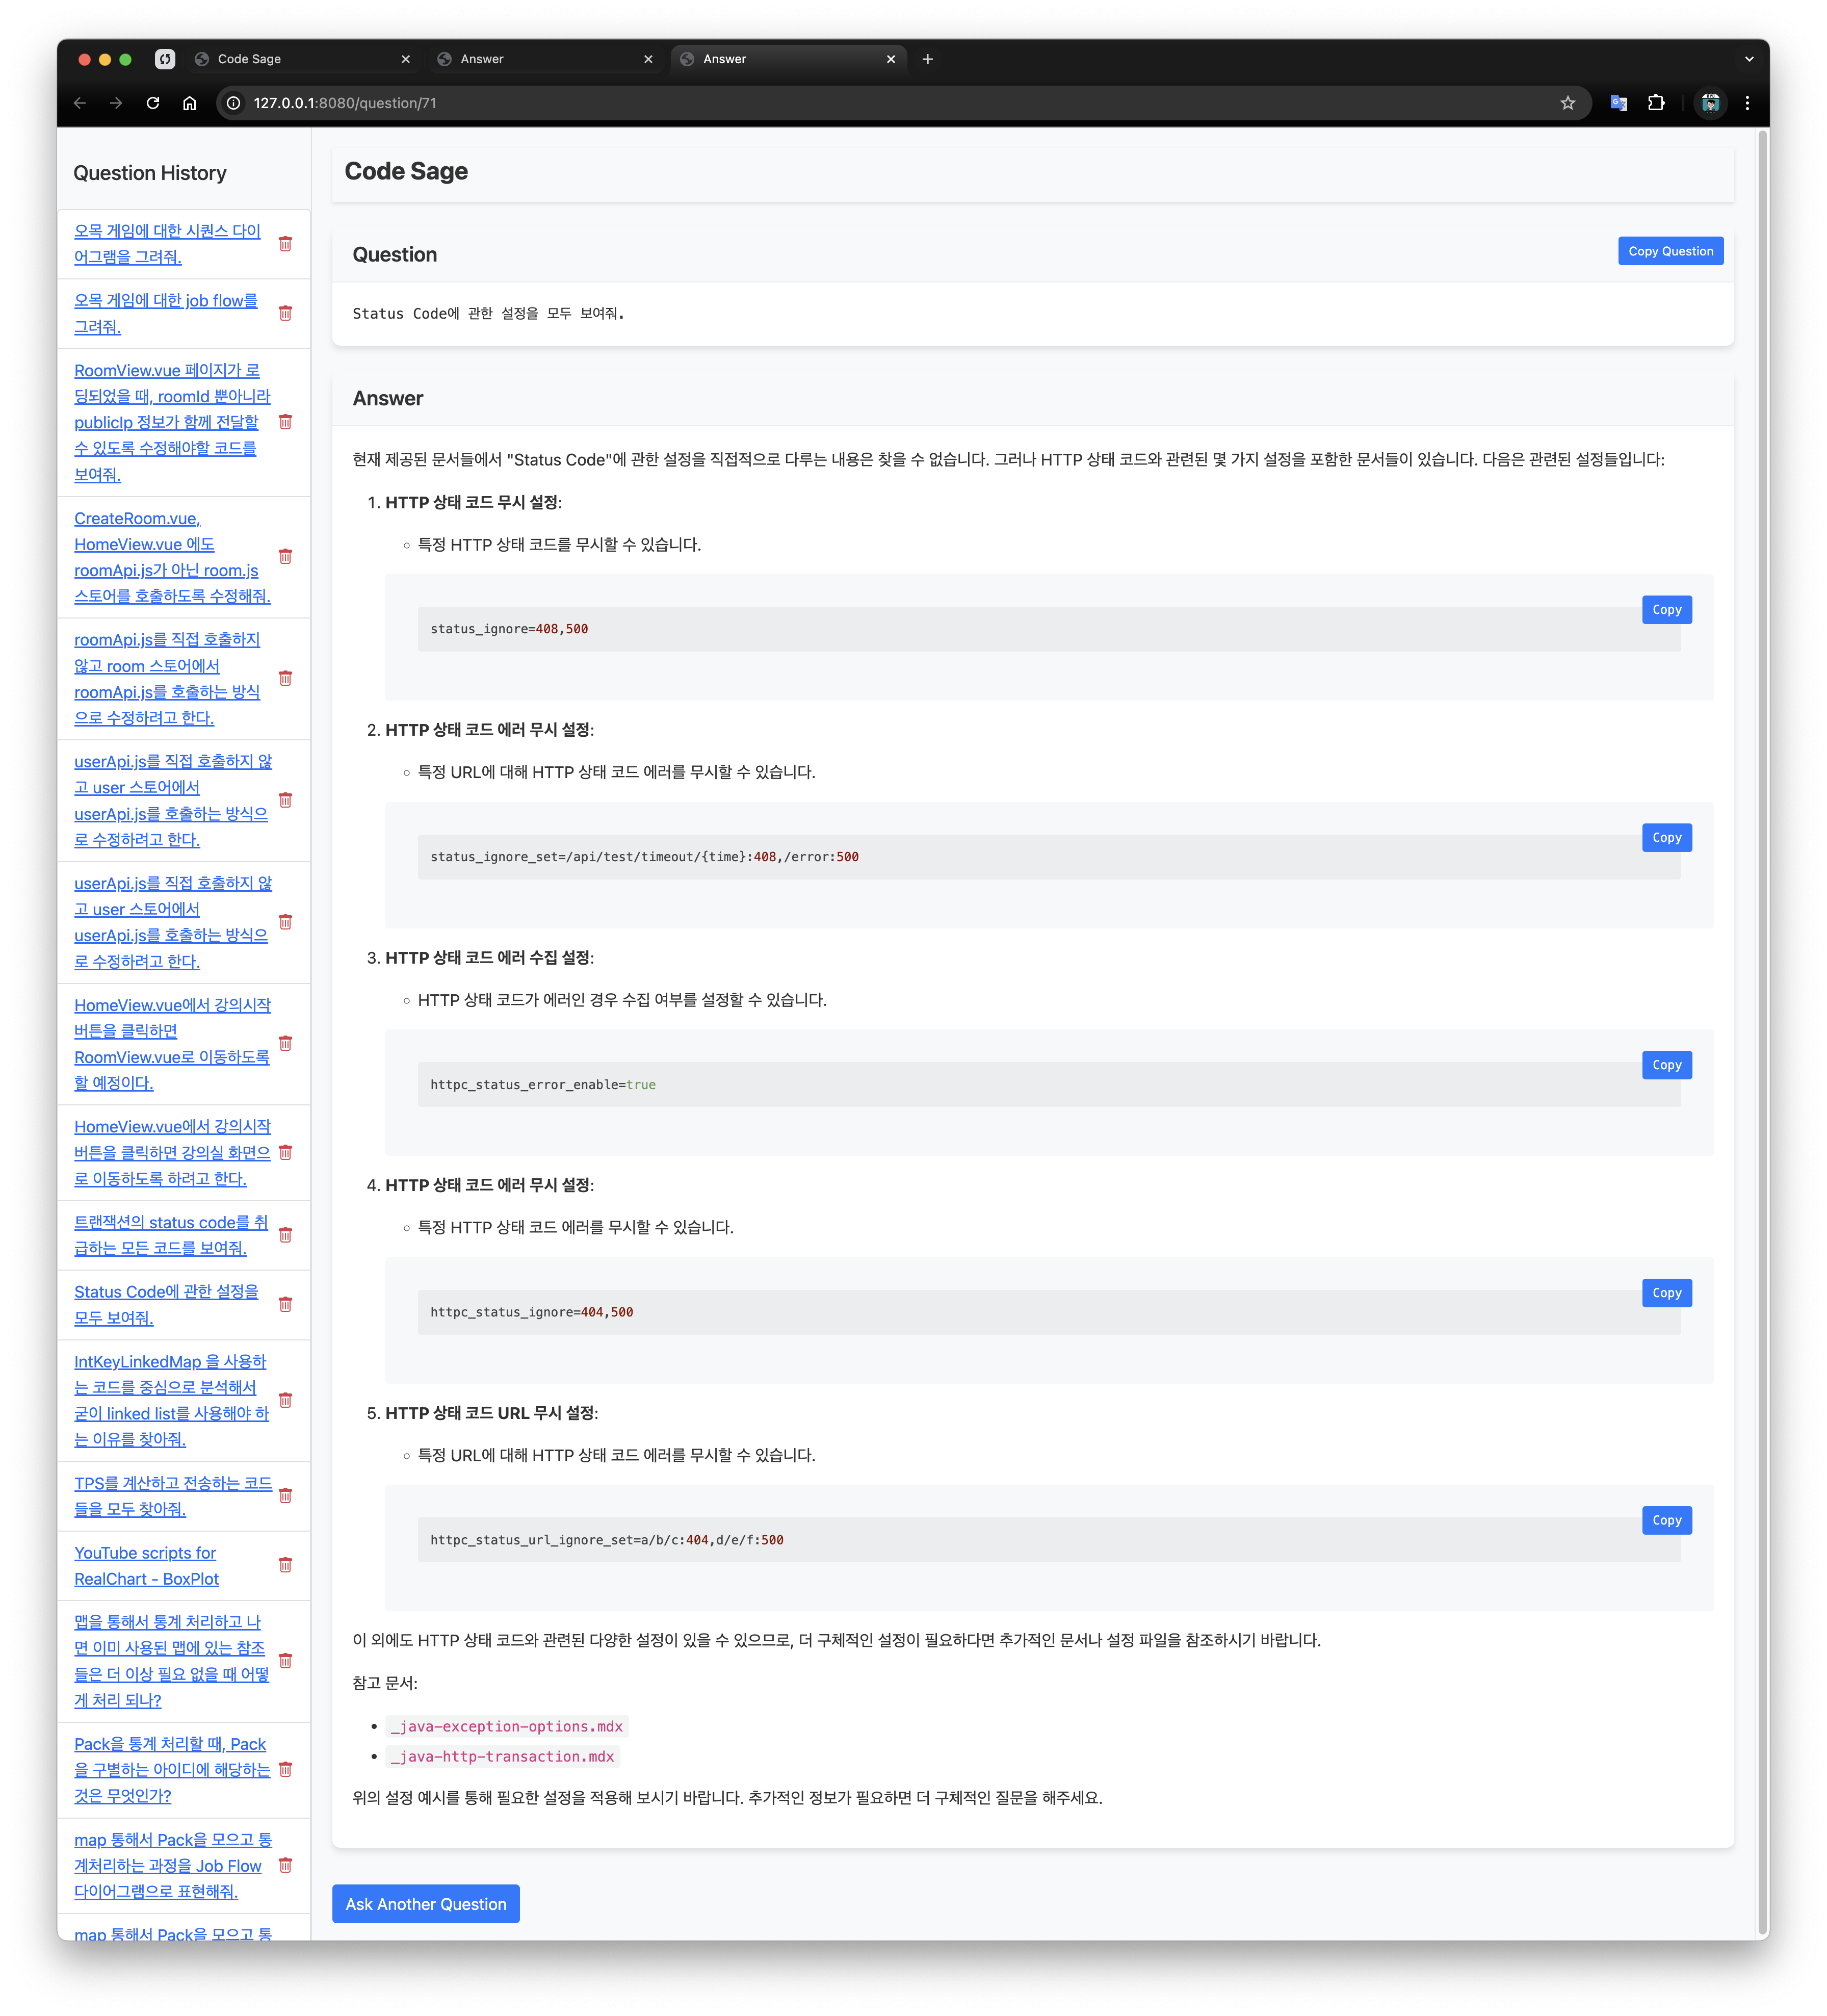 Code Sage
Answer
Answer
127.0.0.1:8080/question/71
Question History
오목 게임에 대한 시퀀스 다이
어그램을 그려줘.
오목 게임에 대한 job flow를
그려줘.
RoomView.vue 페이지가 로
딩되었을 때, roomId 뿐아니라
publicIp 정보가 함께 전달할
수 있도록 수정해야할 코드를
보여줘.
CreateRoom.vue,
HomeView.vue 에도
roomApi.js가 아닌 room.js
스토어를 호출하도록 수정해줘.
roomApi.js를 직접 호출하지
않고 room 스토어에서
roomApi.js를 호출하는 방식
으로 수정하려고 한다.
userApi.js를 직접 호출하지 않
고 user 스토어에서
userApi.js를 호출하는 방식으
로 수정하려고 한다.
userApi.js를 직접 호출하지 않
고 user 스토어에서
userApi.js를 호출하는 방식으
로 수정하려고 한다.
HomeView.vue에서 강의시작
버튼을 클릭하면
RoomView.vue로 이동하도록
할 예정이다.
HomeView.vue에서 강의시작
버튼을 클릭하면 강의실 화면으
로 이동하도록 하려고 한다.
트랜잭션의 status code를 취
급하는 모든 코드를 보여줘.
Status Code에 관한 설정을
모두 보여줘.
IntKeyLinkedMap 을 사용하
는 코드를 중심으로 분석해서
굳이 linked list를 사용해야 하
는 이유를 찾아줘.
TPS를 계산하고 전송하는 코드
들을 모두 찾아줘.
YouTube scripts for
RealChart - BoxPlot
맵을 통해서 통계 처리하고 나
면 이미 사용된 맵에 있는 참조
들은 더 이상 필요 없을 때 어떻
게 처리 되나?
Pack을 통계 처리할 때, Pack
을 구별하는 아이디에 해당하는
것은 무엇인가?
map 통해서 Pack을 모으고 통
계처리하는 과정을 Job Flow
다이어그램으로 표현해줘.
map 통해서 Pack을 모으고 통
Code Sage
Question
Copy Question
Status Code에 관한 설정을 모두 보여줘.
Answer
현재 제공된 문서들에서 "Status Code"에 관한 설정을 직접적으로 다루는 내용은 찾을 수 없습니다. 그러나 HTTP 상태 코드와 관련된 몇 가지 설정을 포함한 문서들이 있습니다. 다음은 관련된 설정들입니다:
1. HTTP 상태 코드 무시 설정:
특정 HTTP 상태 코드를 무시할 수 있습니다.
Copy
status_ignore=408,500
2. HTTP 상태 코드 에러 무시 설정:
특정 URL에 대해 HTTP 상태 코드 에러를 무시할 수 있습니다.
Copy
status_ignore_set=/api/test/timeout/{time}:408,/error:500
3. HTTP 상태 코드 에러 수집 설정:
HTTP 상태 코드가 에러인 경우 수집 여부를 설정할 수 있습니다.
Copy
httpc_status_error_enable=true
4. HTTP 상태 코드 에러 무시 설정:
특정 HTTP 상태 코드 에러를 무시할 수 있습니다.
Copy
httpc_status_ignore=404,500
5. HTTP 상태 코드 URL 무시 설정:
특정 URL에 대해 HTTP 상태 코드 에러를 무시할 수 있습니다.
Copy
httpc_status_url_ignore_set=a/b/c:404,d/e/f:500
이 외에도 HTTP 상태 코드와 관련된 다양한 설정이 있을 수 있으므로, 더 구체적인 설정이 필요하다면 추가적인 문서나 설정 파일을 참조하시기 바랍니다.
참고 문서:
_java-exception-options.mdx
_java-http-transaction.mdx
위의 설정 예시를 통해 필요한 설정을 적용해 보시기 바랍니다. 추가적인 정보가 필요하면 더 구체적인 질문을 해주세요.
Ask Another Question